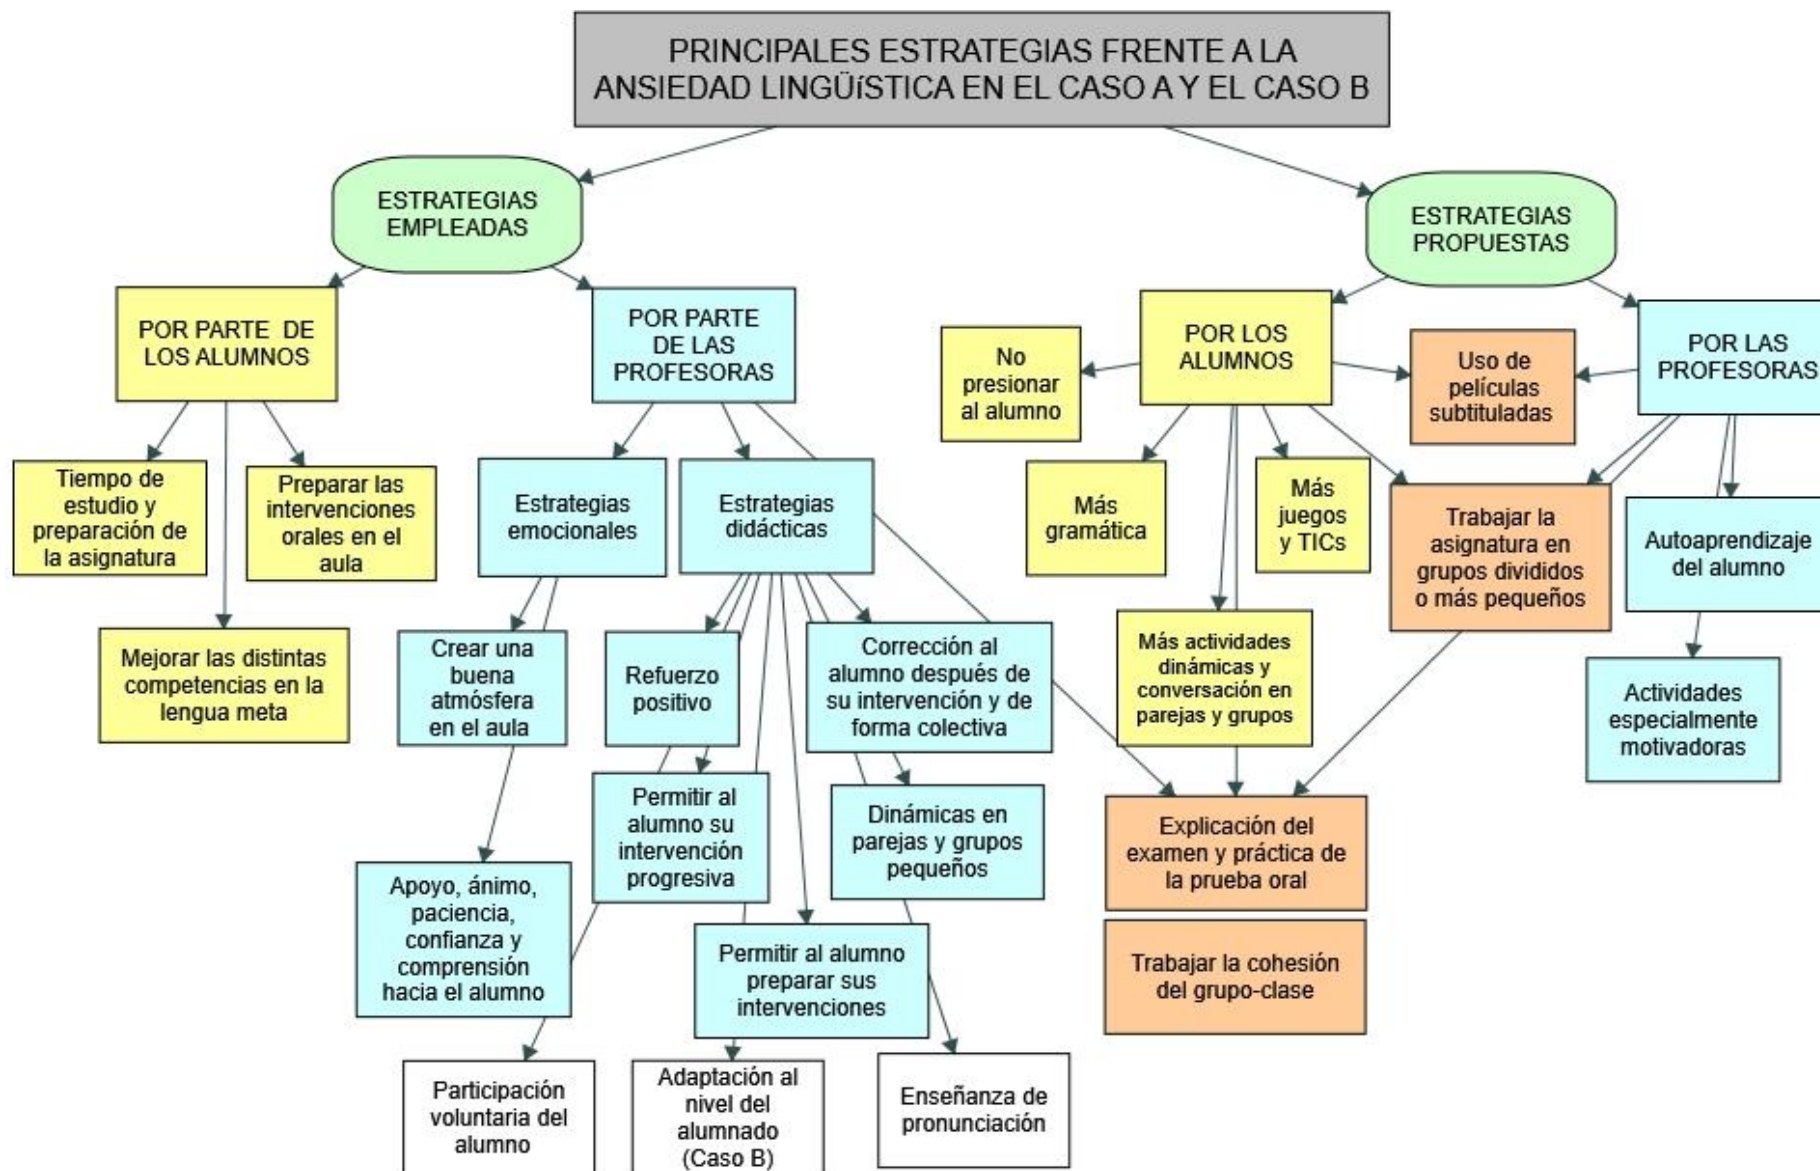 PRINCIPALES ESTRATEGIAS FRENTE A LA
ANSIEDAD LINGÜíSTICA EN EL CASO A Y EL CASO B
ESTRATEGIAS
EMPLEADAS
ESTRATEGIAS
PROPUESTAS
POR PARTE DE
LOS ALUMNOS
POR PARTE
DE LAS
PROFESORAS
No
presionar
al alumno
POR LOS
ALUMNOS
Uso de
películas
subtituladas
POR LAS
PROFESORAS
Tiempo de
estudio y
preparación de
la asignatura
Preparar las
intervenciones
orales en el
aula
Estrategias
emocionales
Estrategias
didácticas
Más
gramática
Más
juegos
y TICs
Trabajar la
asignatura en
grupos divididos
o más pequeños
Autoaprendizaje
del alumno
Mejorar las distintas
competencias en la
lengua meta
Crear una
buena
atmósfera
en el aula
Refuerzo
positivo
Corrección al
alumno después de
su intervención y de
forma colectiva
Más actividades
dinámicas y
conversación en
parejas y grupos
Actividades
especialmente
motivadoras
Permitir al
alumno su
intervención
progresiva
Dinámicas en
parejas y grupos
pequeños
Explicación del
examen y práctica de
la prueba oral
Apoyo, ánimo,
paciencia,
confianza y
comprensión
hacia el alumno
Permitir al alumno
preparar sus
intervenciones
Trabajar la cohesión
del grupo-clase
Participación
voluntaria del
alumno
Adaptación al
nivel del
alumnado
(Caso B)
Enseñanza de
pronunciación